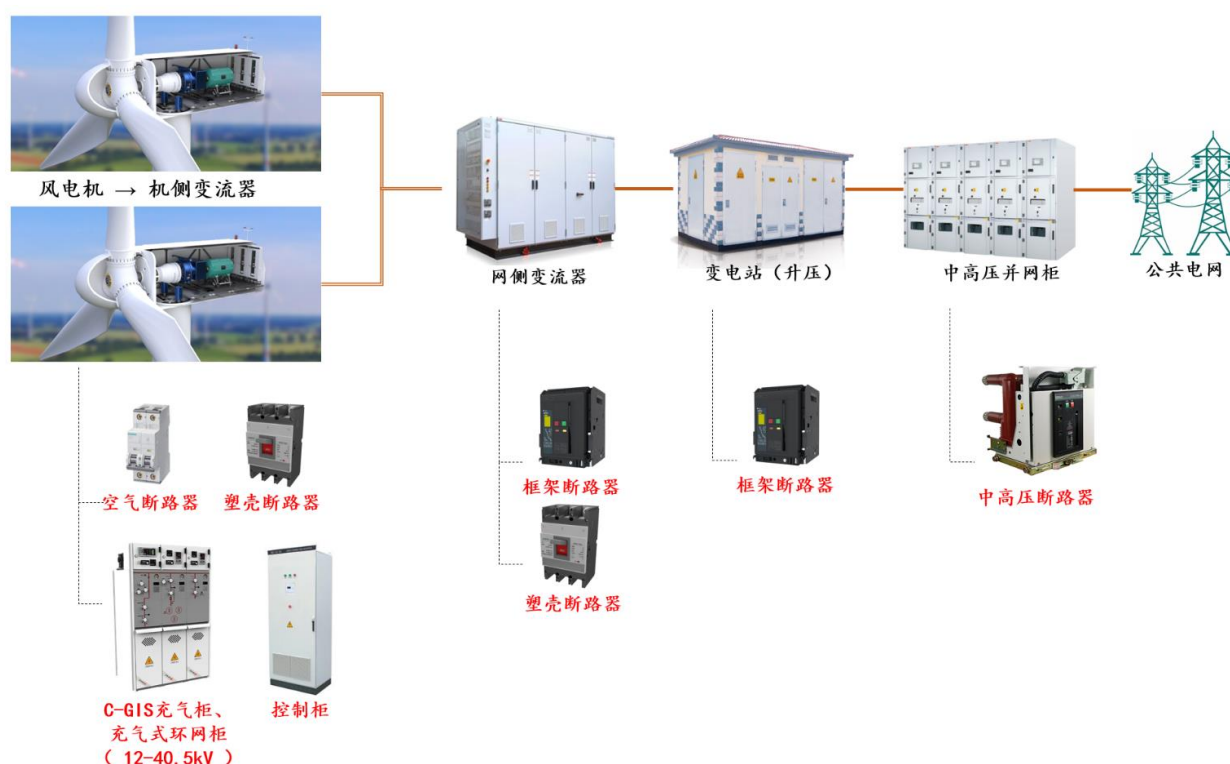 风电机 → 机侧变流器
网侧变流器
变电站（升压）
中高压并网柜
公共电网
空气断路器
塑壳断路器
框架断路器
框架断路器
中高压断路器
塑壳断路器
C-GIS充气柜、
充气式环网柜
（ 12-40.5kV ）
控制柜